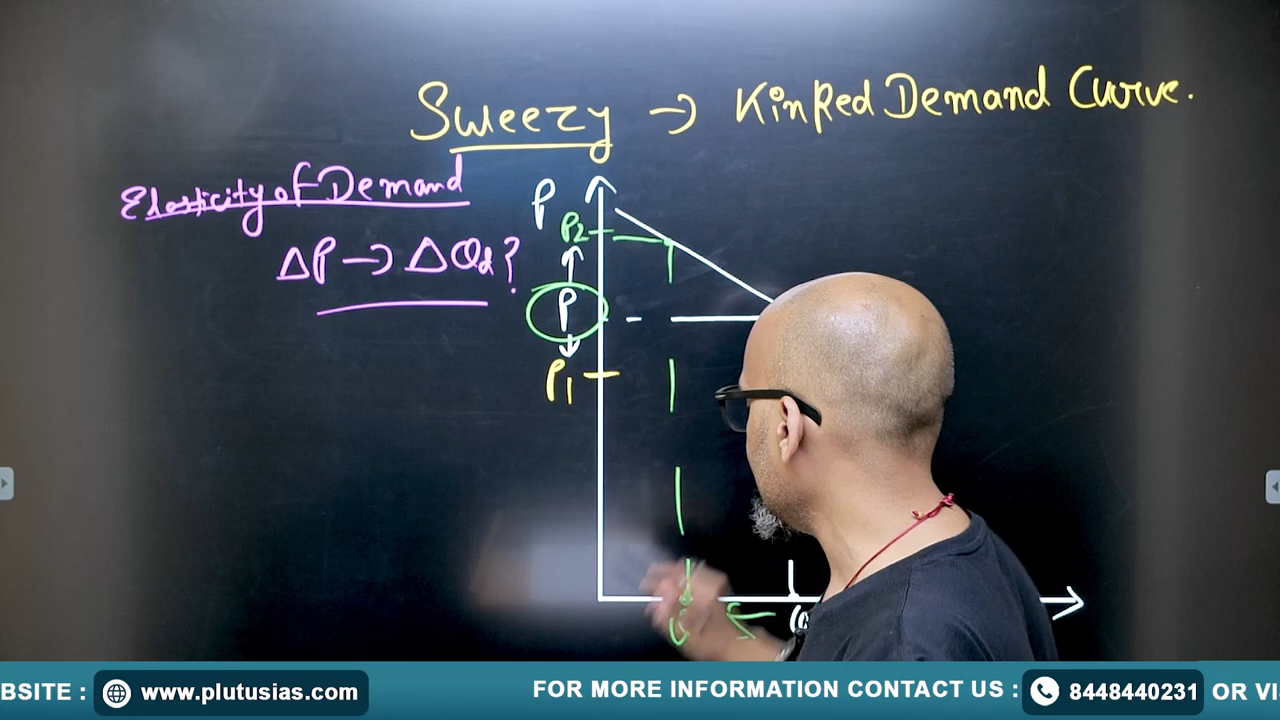 Sweezy → Kinked Demand Curve.
Elasticity of Demand
P
P2
ΔP → ΔQd?
P
P1
WEBSITE : www.plutusias.com FOR MORE INFORMATION CONTACT US : 8448440231 OR VI